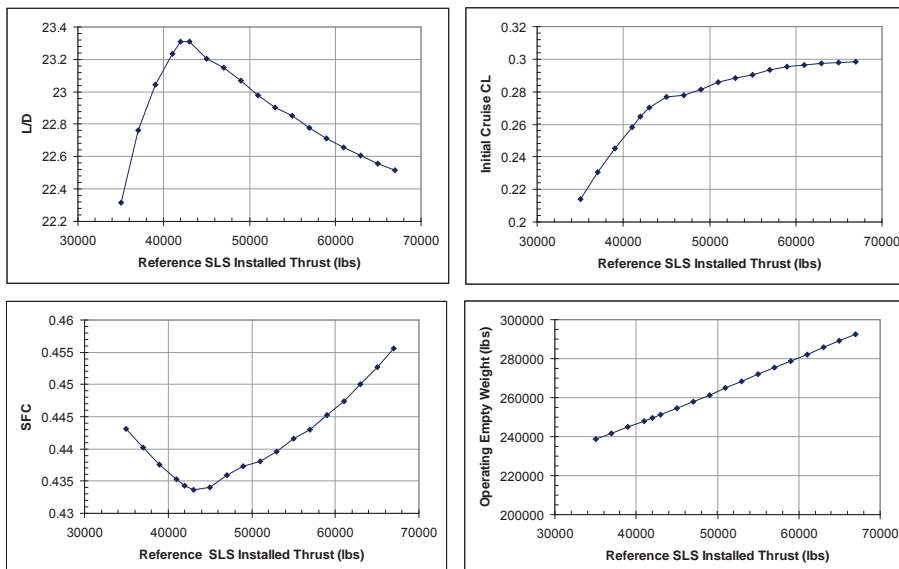 23.4
23.2
23
22.8
22.6
22.4
22.2
L/D
30000 40000 50000 60000 70000
Reference SLS Installed Thrust (lbs)
0.3
0.28
0.26
0.24
0.22
0.2
Initial Cruise CL
30000 40000 50000 60000 70000
Reference SLS Installed Thrust (lbs)
0.46
0.455
0.45
0.445
0.44
0.435
0.43
SFC
30000 40000 50000 60000 70000
Reference SLS Installed Thrust (lbs)
300000
280000
260000
240000
220000
200000
Operating Empty Weight (lbs)
30000 40000 50000 60000 70000
Reference SLS Installed Thrust (lbs)